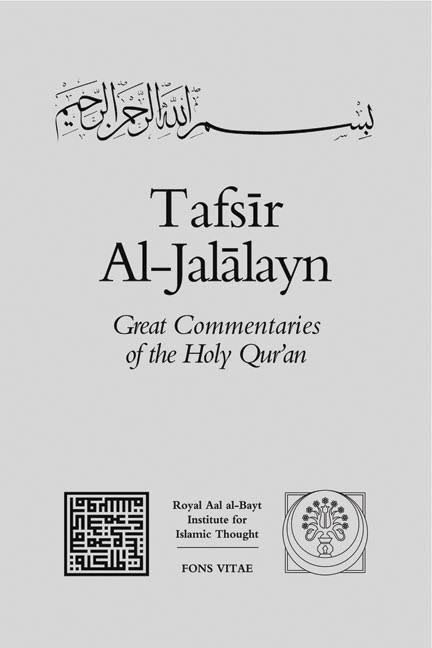 بسم الله الرحمن الرحيم
Tafsīr
Al-Jalālayn
Great Commentaries
of the Holy Qur'an
Royal Aal al-Bayt
Institute for
Islamic Thought
FONS VITAE